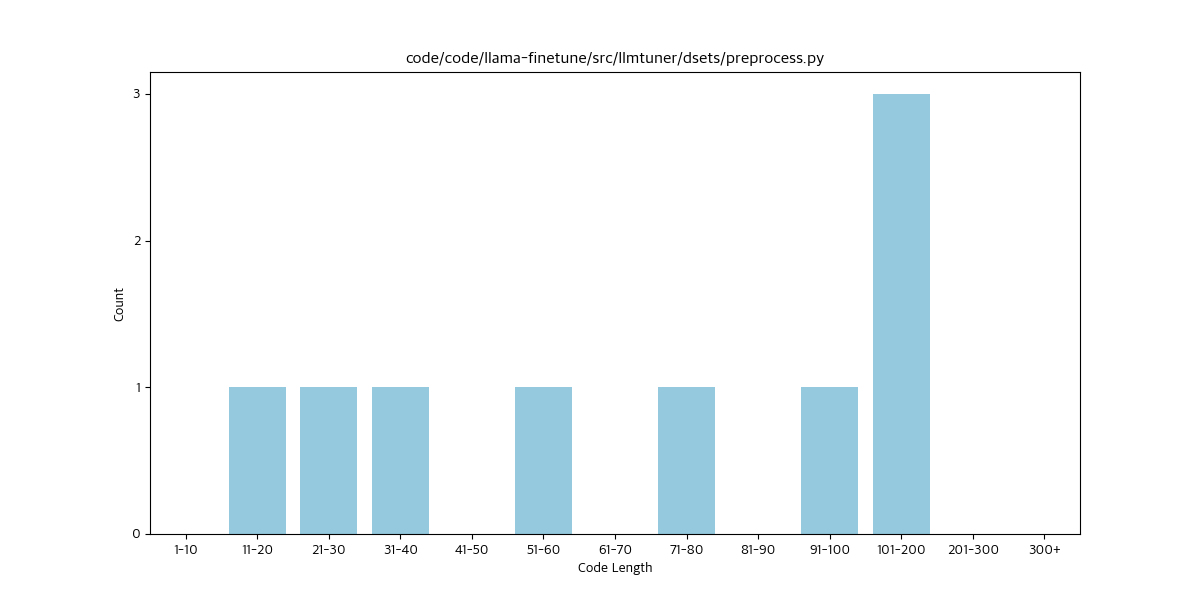 code/code/llama-finetune/src/llmtuner/dsets/preprocess.py
3
2
1
0
Count
1-10 11-20 21-30 31-40 41-50 51-60 61-70 71-80 81-90 91-100 101-200 201-300 300+
Code Length